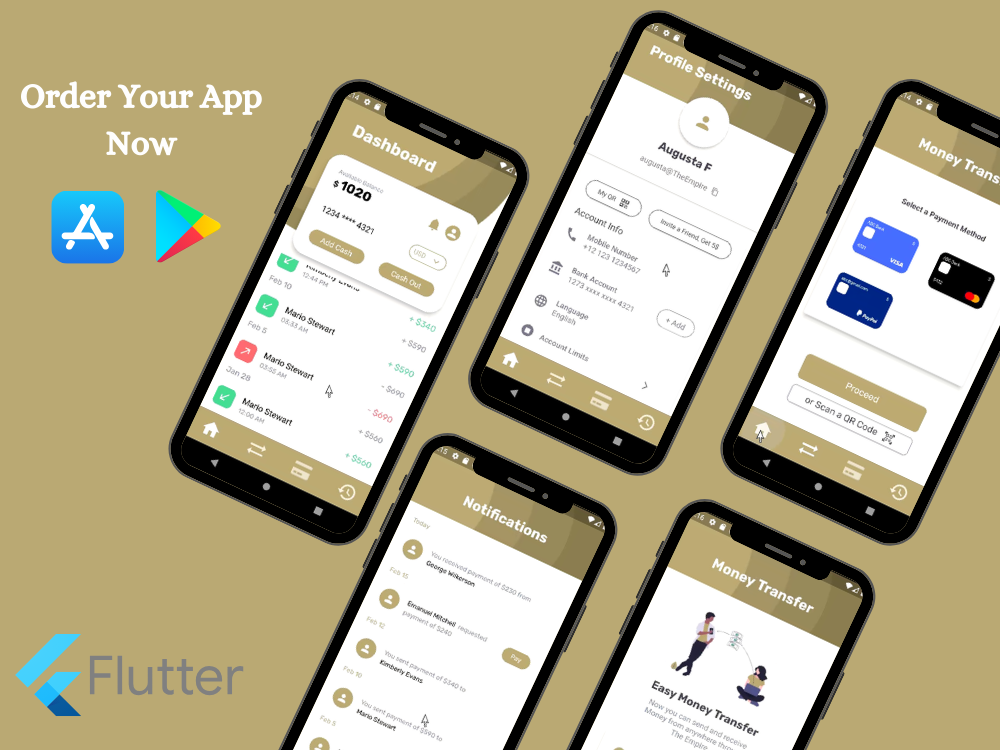 Order Your App
Now
Flutter
Dashboard
Available Balance
$ 1020
1234 **** 4321
USD
Add Cash
Cash Out
Kimberly Evans
12:44 PM
+ $340
Feb 10
Mario Stewart
03:33 AM
+ $590
+ $590
Feb 5
Mario Stewart
03:55 AM
- $690
- $690
Jan 28
Mario Stewart
12:00 AM
+ $560
+ $560
Profile Settings
Augusta F
augusta@TheEmpire
My QR
Invite a Friend, Get 5$
Account Info
Mobile Number
+12 123 1234567
Bank Account
1273 xxxx xxxx 4321
+ Add
Language
English
Account Limits
Money Trans
Select a Payment Method
VISA
PayPal
Proceed
or Scan a QR Code
Notifications
Today
You received payment of $230 from
George Wilkerson
Feb 15
Emanuel Mitchell requested
payment of $240
Pay
Feb 12
You sent payment of $340 to
Kimberly Evans
Feb 10
You sent payment of $590 to
Mario Stewart
Feb 5
Money Transfer
Easy Money Transfer
Now you can send and receive
Money from anywhere thro
The Empire